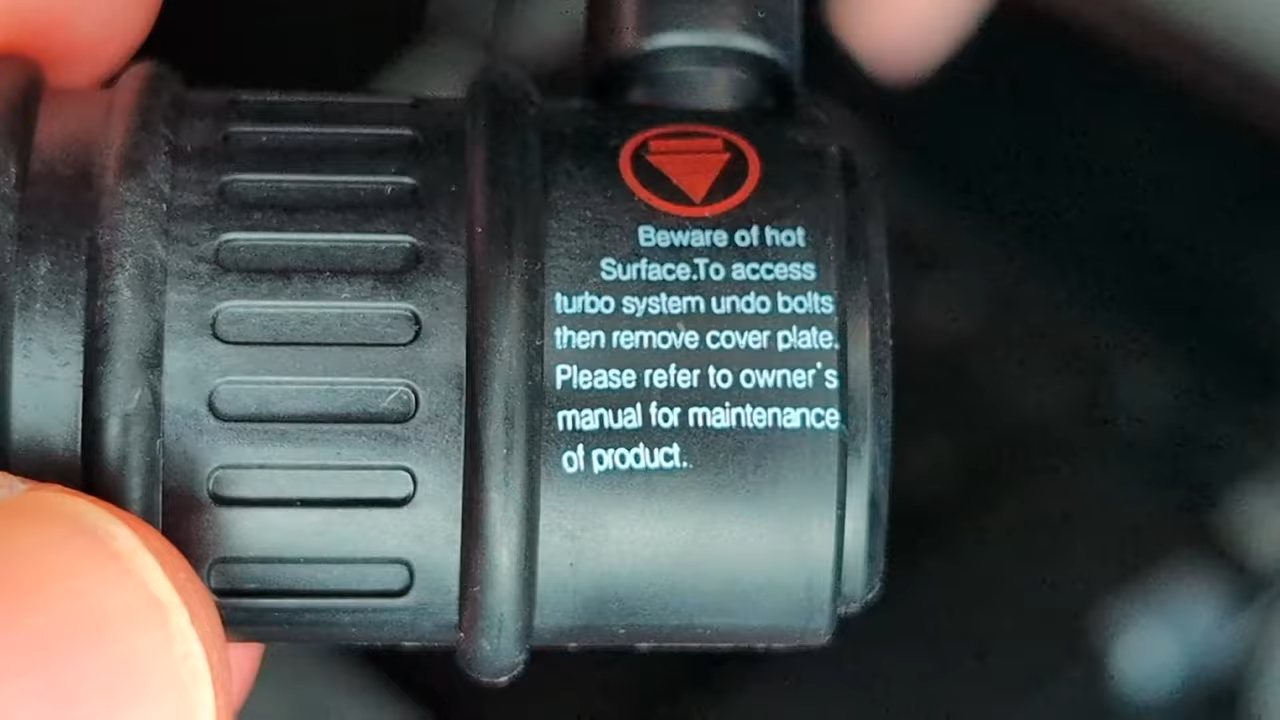 Beware of hot
Surface.To access
turbo system undo bolts
then remove cover plate.
Please refer to owner's
manual for maintenance
of product.